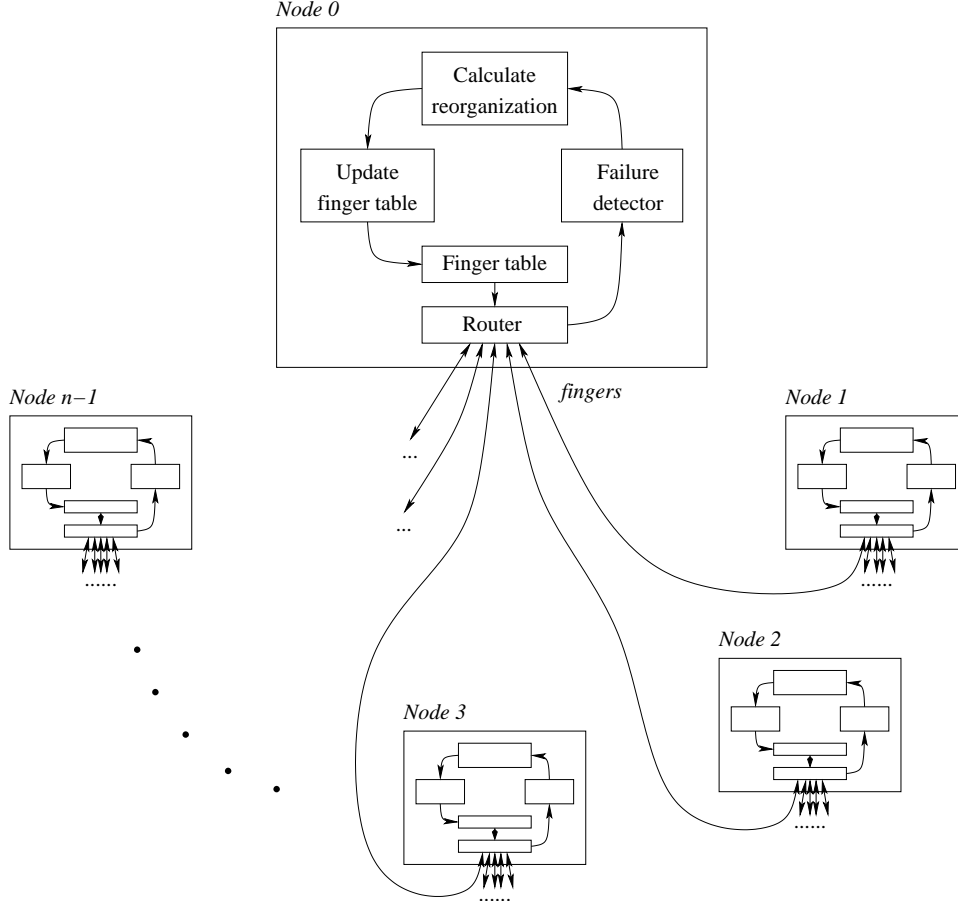 Node 0
Calculate
reorganization
Update
finger table
Failure
detector
Finger table
Router
Node n−1
fingers
Node 1
...
...
......
......
Node 2
Node 3
......
......